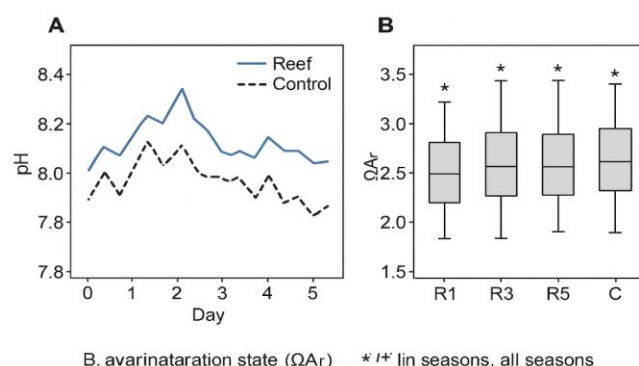 A
pH
8.4
8.2
8.0
7.8
7.8
0 1 2 3 4 5
Day
Reef
Control
B
ΩAr
3.5
3.0
2.5
2.0
1.5
* * * *
R1 R3 R5 C
B. avarinataration state (ΩAr) * lin seasons, all seasons